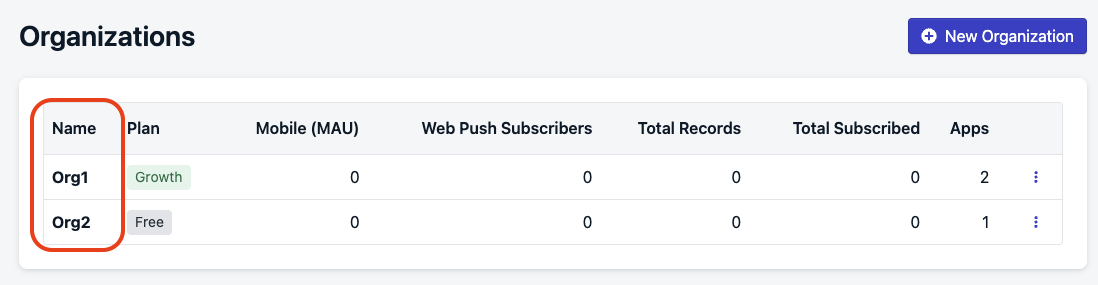 Organizations
New Organization
Name Plan Mobile (MAU) Web Push Subscribers Total Records Total Subscribed Apps
Org1 Growth 0 0 0 0 2
Org2 Free 0 0 0 0 1